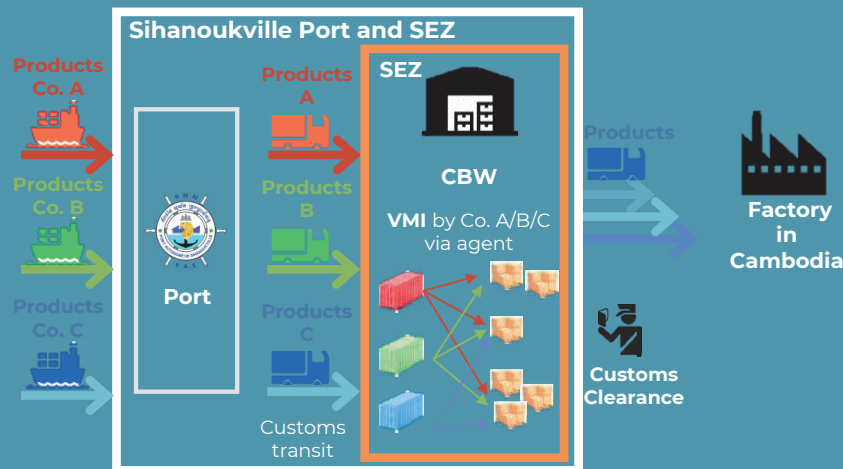 Sihanoukville Port and SEZ
Products
Co. A
Products
Co. B
Products
Co. C
Port
Products
A
Products
B
Products
C
Customs
transit
SEZ
CBW
VMI by Co. A/B/C
via agent
Products
Customs
Clearance
Factory
in
Cambodia